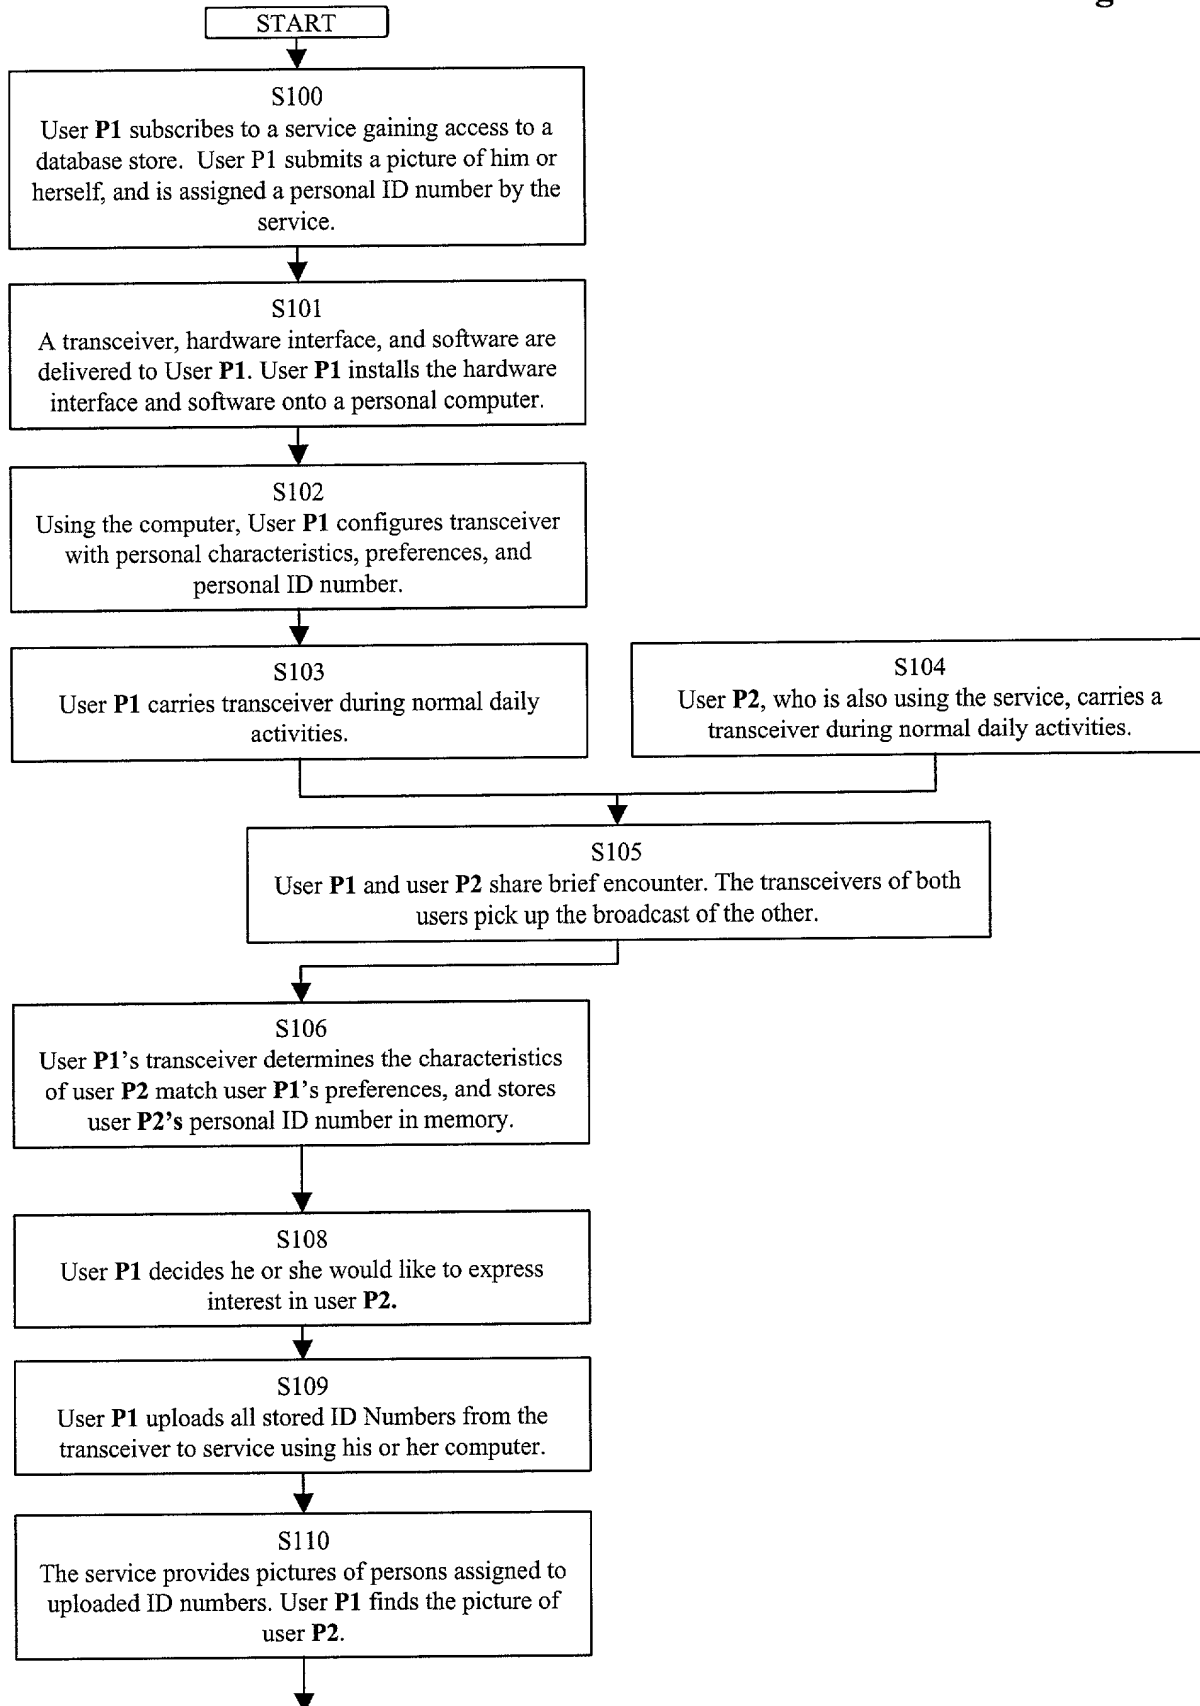 START
S100
User P1 subscribes to a service gaining access to a
database store. User P1 submits a picture of him or
herself, and is assigned a personal ID number by the
service.
S101
A transceiver, hardware interface, and software are
delivered to User P1. User P1 installs the hardware
interface and software onto a personal computer.
S102
Using the computer, User P1 configures transceiver
with personal characteristics, preferences, and
personal ID number.
S103
User P1 carries transceiver during normal daily
activities.
S104
User P2, who is also using the service, carries a
transceiver during normal daily activities.
S105
User P1 and user P2 share brief encounter. The transceivers of both
users pick up the broadcast of the other.
S106
User P1's transceiver determines the characteristics
of user P2 match user P1's preferences, and stores
user P2's personal ID number in memory.
S108
User P1 decides he or she would like to express
interest in user P2.
S109
User P1 uploads all stored ID Numbers from the
transceiver to service using his or her computer.
S110
The service provides pictures of persons assigned to
uploaded ID numbers. User P1 finds the picture of
user P2.